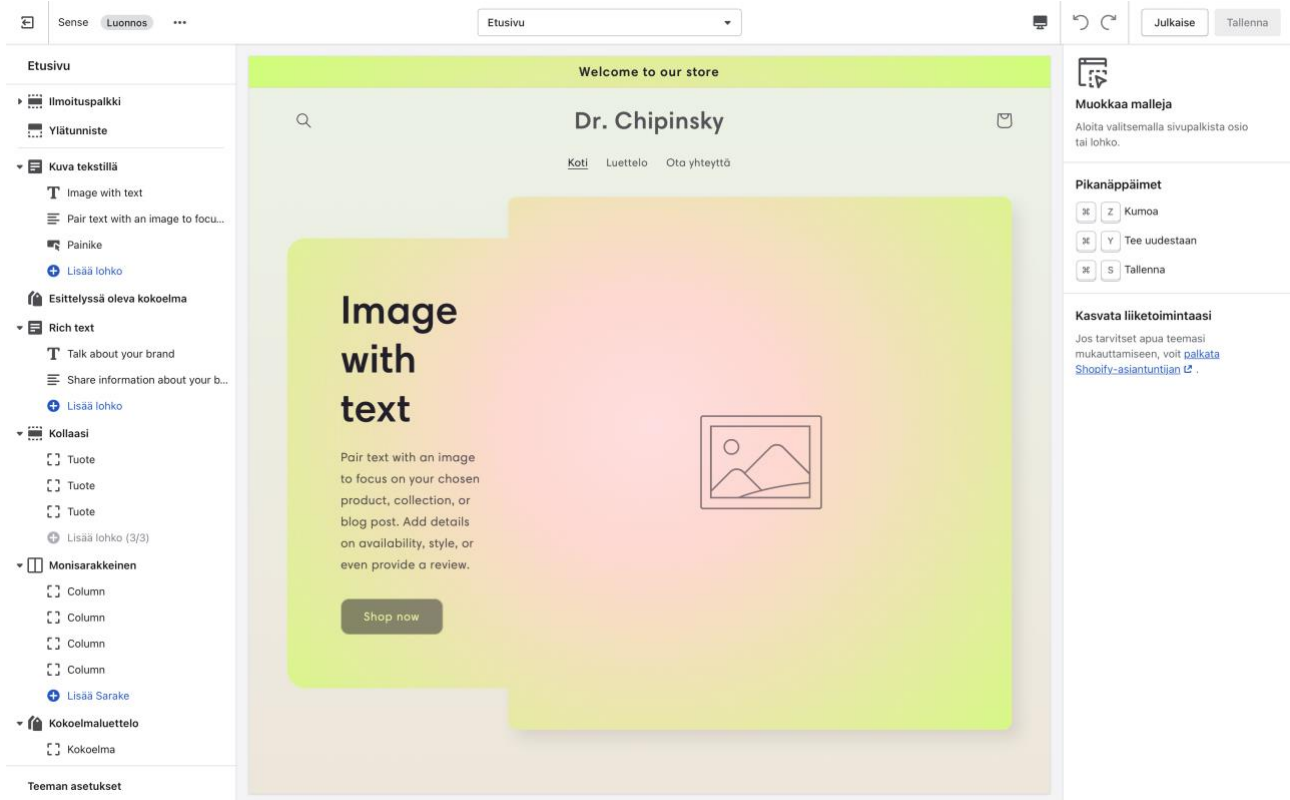 Sense Luonnos
Etusivu
Julkaise
Tallenna
Etusivu
Ilmoituspalkki
Ylätunniste
Kuva tekstillä
Image with text
Pair text with an image to focu...
Painike
Lisää lohko
Esittelyssä oleva kokoelma
Rich text
Talk about your brand
Share information about your b...
Lisää lohko
Kollaasi
Tuote
Tuote
Tuote
Lisää lohko (3/3)
Monisarakkeinen
Column
Column
Column
Column
Lisää Sarake
Kokoelmaluettelo
Kokoelma
Teeman asetukset
Welcome to our store
Dr. Chipinsky
Koti Luettelo Ota yhteyttä
Image
with
text
Pair text with an image
to focus on your chosen
product, collection, or
blog post. Add details
on availability, style, or
even provide a review.
Shop now
Muokkaa malleja
Aloita valitsemalla sivupalkista osio
tai lohko.
Pikanäppäimet
⌘ Z Kumoa
⌘ Y Tee uudestaan
⌘ S Tallenna
Kasvata liiketoimintaasi
Jos tarvitset apua teemasi
mukauttamiseen, voit palkata
Shopify-asiantuntijan .